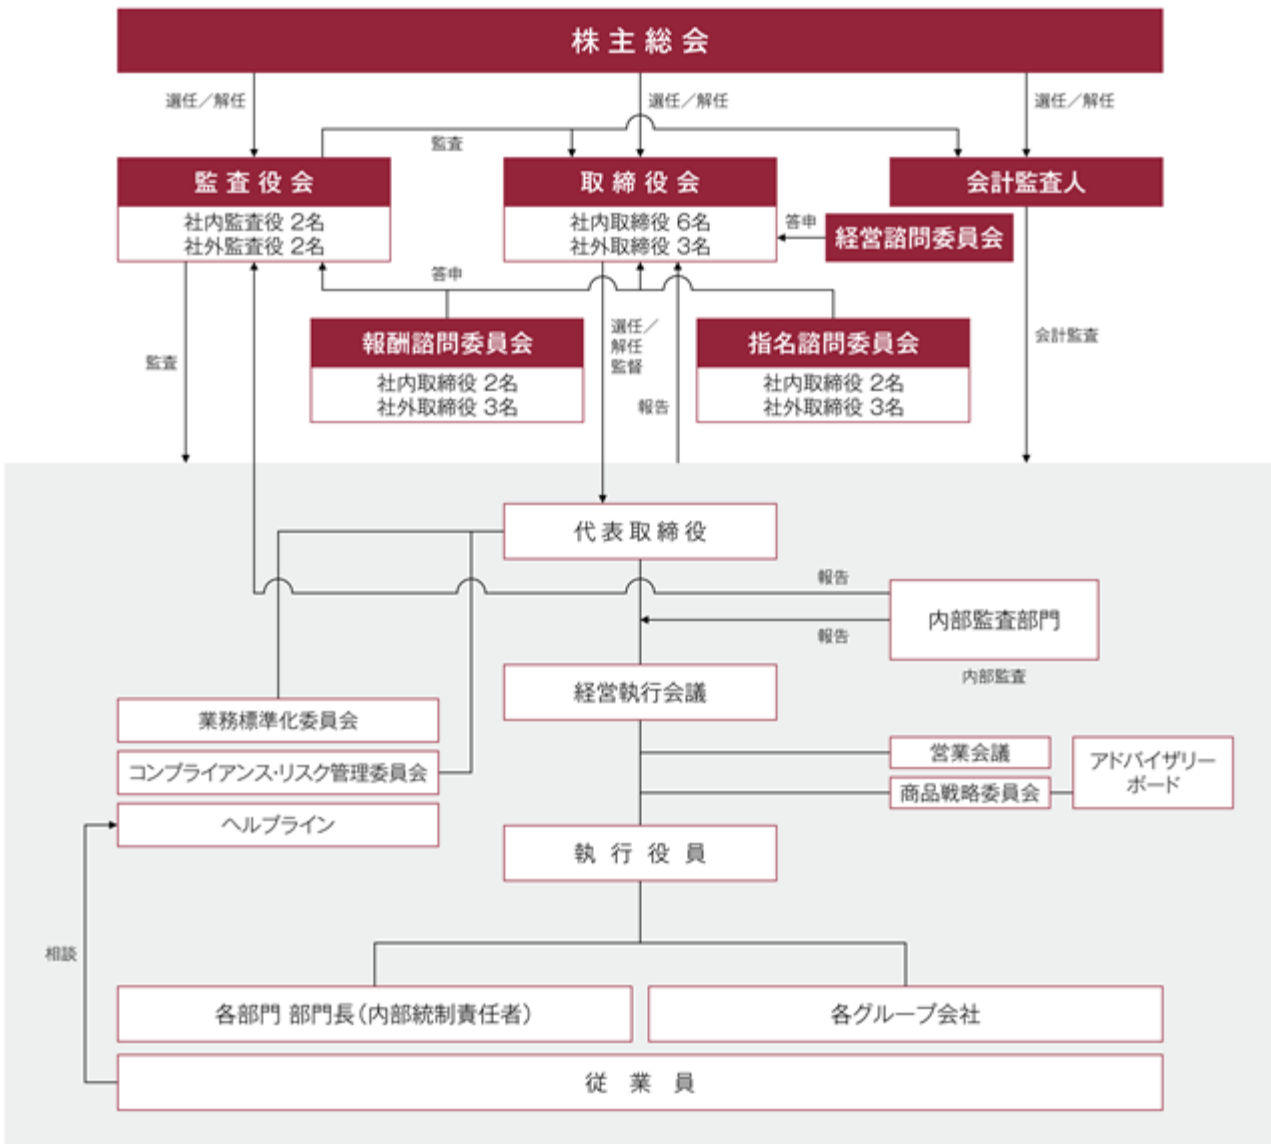 株主総会
選任／解任
選任／解任
選任／解任
監査
監査役会
社内監査役 2名
社外監査役 2名
取締役会
社内取締役 6名
社外取締役 3名
会計監査人
答申
経営諮問委員会
答申
報酬諮問委員会
社内取締役 2名
社外取締役 3名
選任／
解任
監督
指名諮問委員会
社内取締役 2名
社外取締役 3名
監査
報告
会計監査
代表取締役
報告
内部監査部門
報告
内部監査
経営執行会議
業務標準化委員会
コンプライアンス・リスク管理委員会
ヘルプライン
営業会議
商品戦略委員会
アドバイザリー
ボード
執行役員
相談
各部門 部門長（内部統制責任者）
各グループ会社
従業員